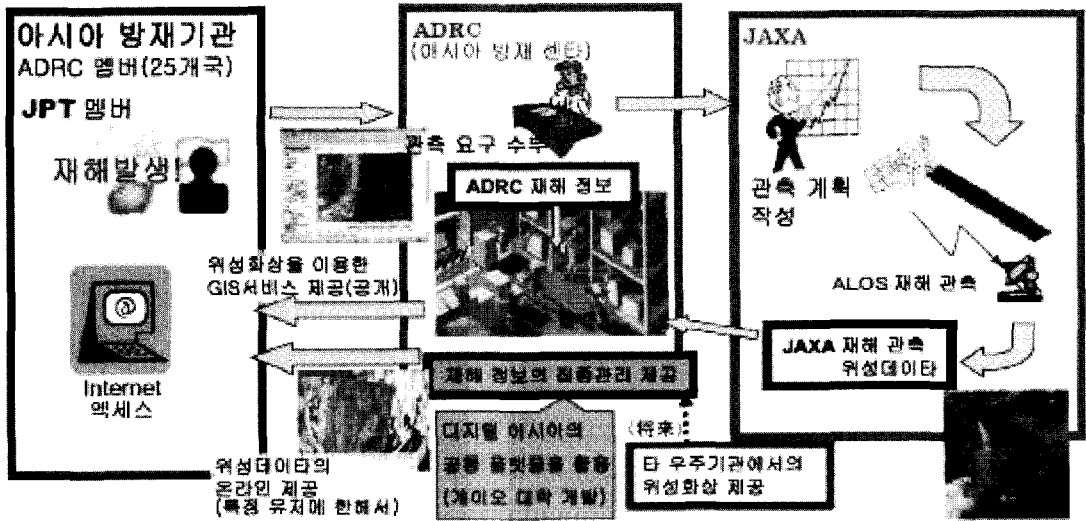 아시아 방재기관
ADRC 멤버(25개국)
JPT 멤버
재해발생!
@
Internet
액세스
위성화상을 이용한
GIS서비스 제공(공개)
위성데이타의
온라인 제공
(특정 유저에 한해서)
ADRC
(아시아 방재 센타)
관측 요구 수두
ADRC 재해 정보
재해 정보의 집중관리 제공
디지털 아시아의
공통 플랫폼을 활용
(게이오 대학 개발)
(将来)
타 우주기관에서의
위성화상 제공
JAXA
관측 계획
작성
ALOS 재해 관측
JAXA 재해 관측
위성데이타